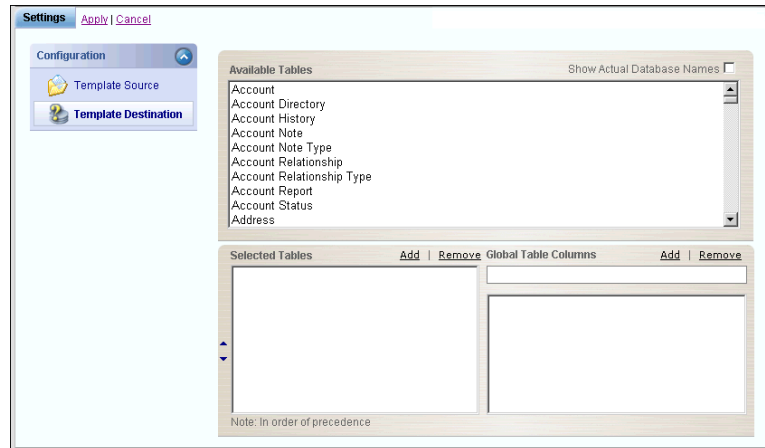 Settings Apply | Cancel
Configuration
Template Source
Template Destination
Available Tables Show Actual Database Names
Account
Account Directory
Account History
Account Note
Account Note Type
Account Relationship
Account Relationship Type
Account Report
Account Status
Address
Selected Tables Add | Remove Global Table Columns Add | Remove
Note: In order of precedence